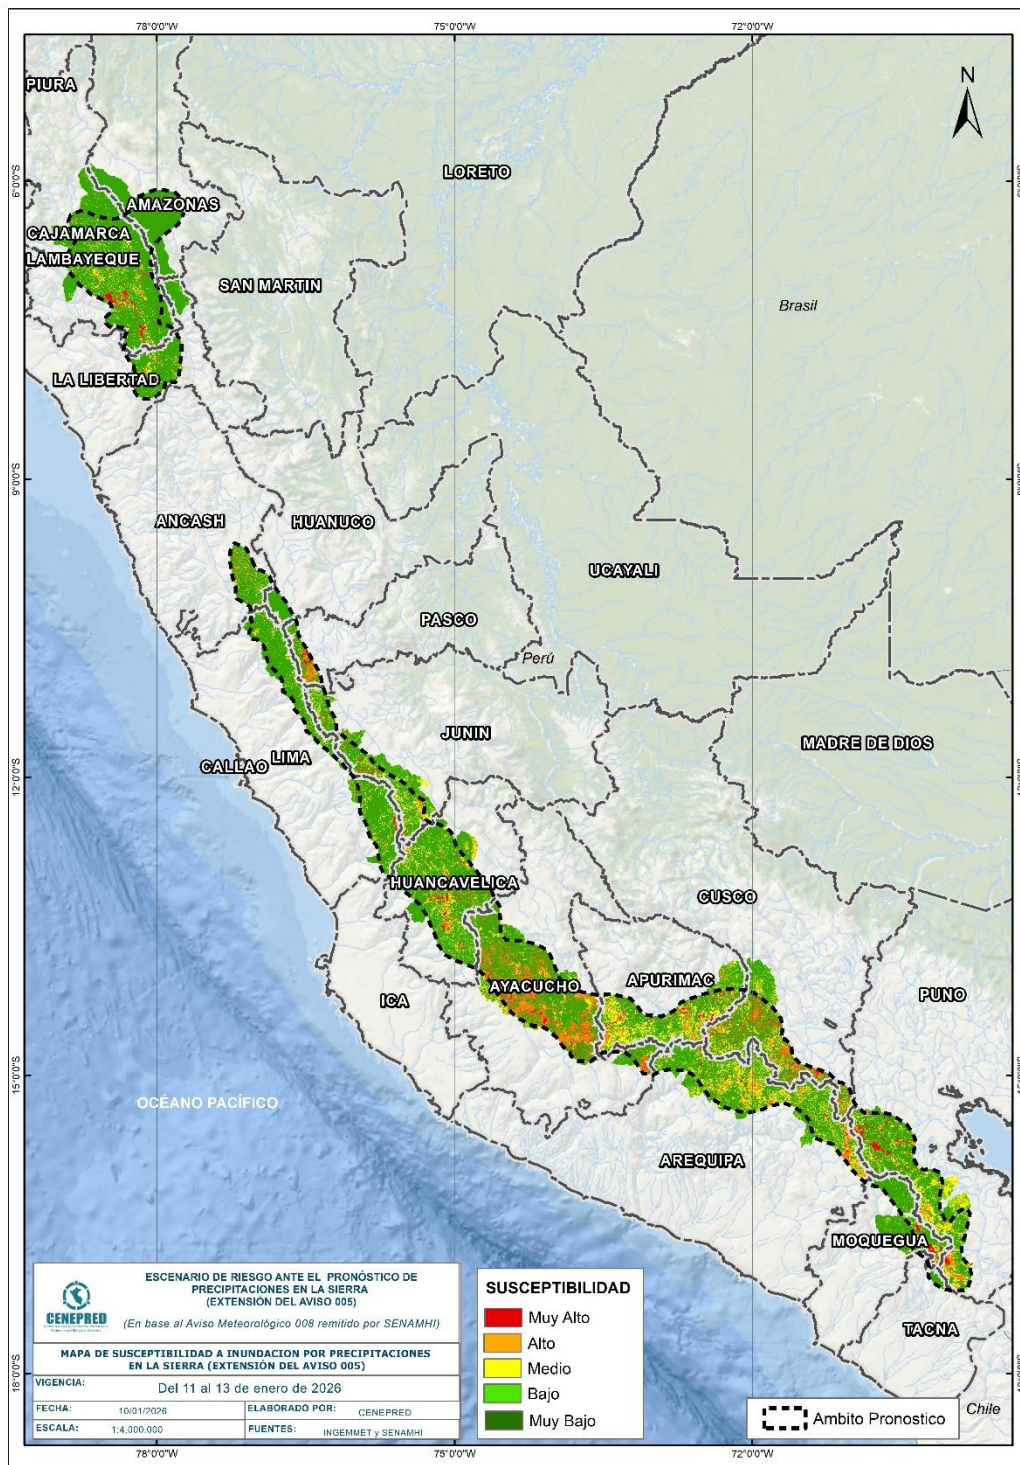 78°0'0"W
75°0'0"W
72°0'0"W
N
PIURA
LORETO
6°0'0"S
AMAZONAS
CAJAMARCA
LAMBAYEQUE
SAN MARTIN
Brasil
LA LIBERTAD
9°0'0"S
ANCASH
HUANUCO
UCAYALI
PASCO
Perú
JUNIN
MADRE DE DIOS
LIMA
CALLAO
12°0'0"S
HUANCAVELICA
CUSCO
AYACUCHO
APURIMAC
PUNO
ICA
15°0'0"S
OCÉANO PACÍFICO
AREQUIPA
MOQUEGUA
TACNA
18°0'0"S
Chile
CENEPRED
ESCENARIO DE RIESGO ANTE EL PRONÓSTICO DE
PRECIPITACIONES EN LA SIERRA
(EXTENSIÓN DEL AVISO 005)
(En base al Aviso Meteorológico 008 remitido por SENAMHI)
MAPA DE SUSCEPTIBILIDAD A INUNDACION POR PRECIPITACIONES
EN LA SIERRA (EXTENSIÓN DEL AVISO 005)
VIGENCIA: Del 11 al 13 de enero de 2026
FECHA: 10/01/2026 ELABORADO POR: CENEPRED
ESCALA: 1:4.000.000 FUENTES: INGEMMET y SENAMHI
SUSCEPTIBILIDAD
Muy Alto
Alto
Medio
Bajo
Muy Bajo
Ambito Pronostico
78°0'0"W
75°0'0"W
72°0'0"W